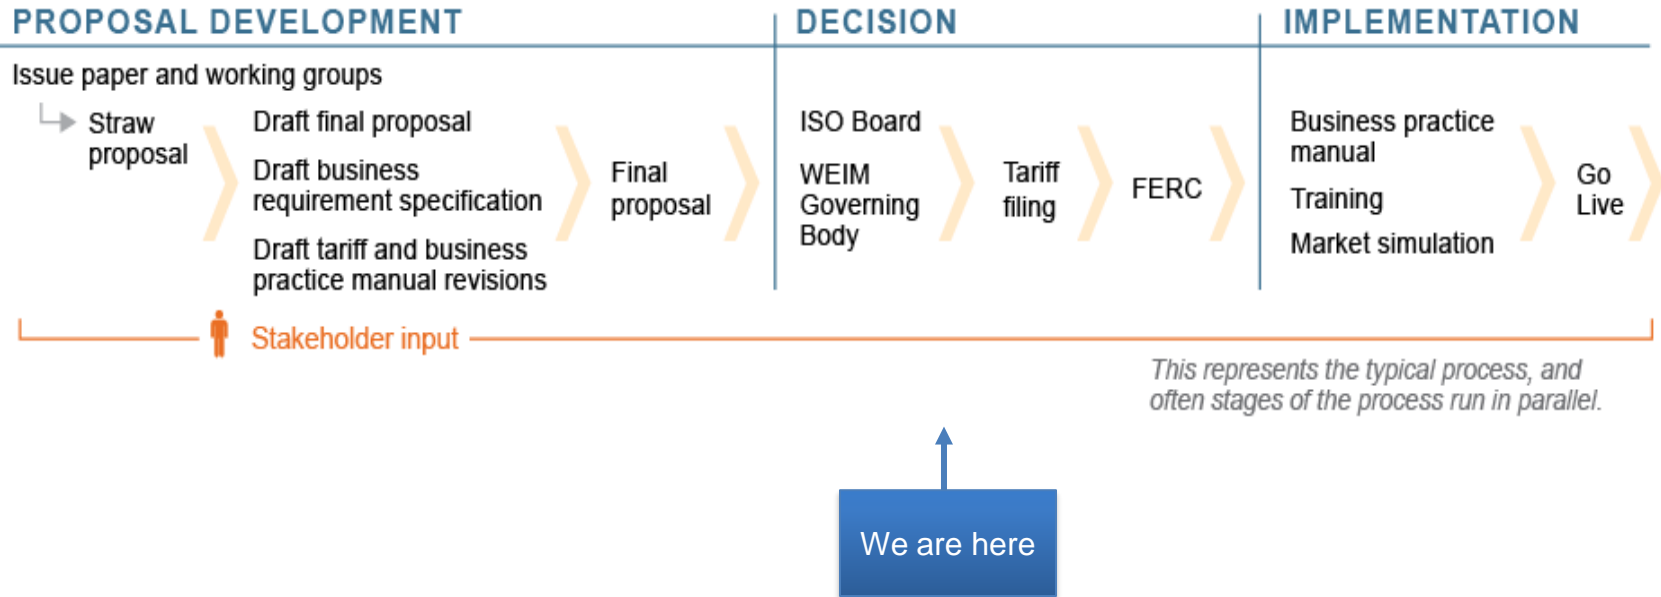 PROPOSAL DEVELOPMENT
DECISION
IMPLEMENTATION
Issue paper and working groups
Straw
proposal
Draft final proposal
Draft business
requirement specification
Draft tariff and business
practice manual revisions
Final
proposal
ISO Board
WEIM
Governing
Body
Tariff
filing
FERC
Business practice
manual
Training
Market simulation
Go
Live
Stakeholder input
This represents the typical process, and
often stages of the process run in parallel.
We are here